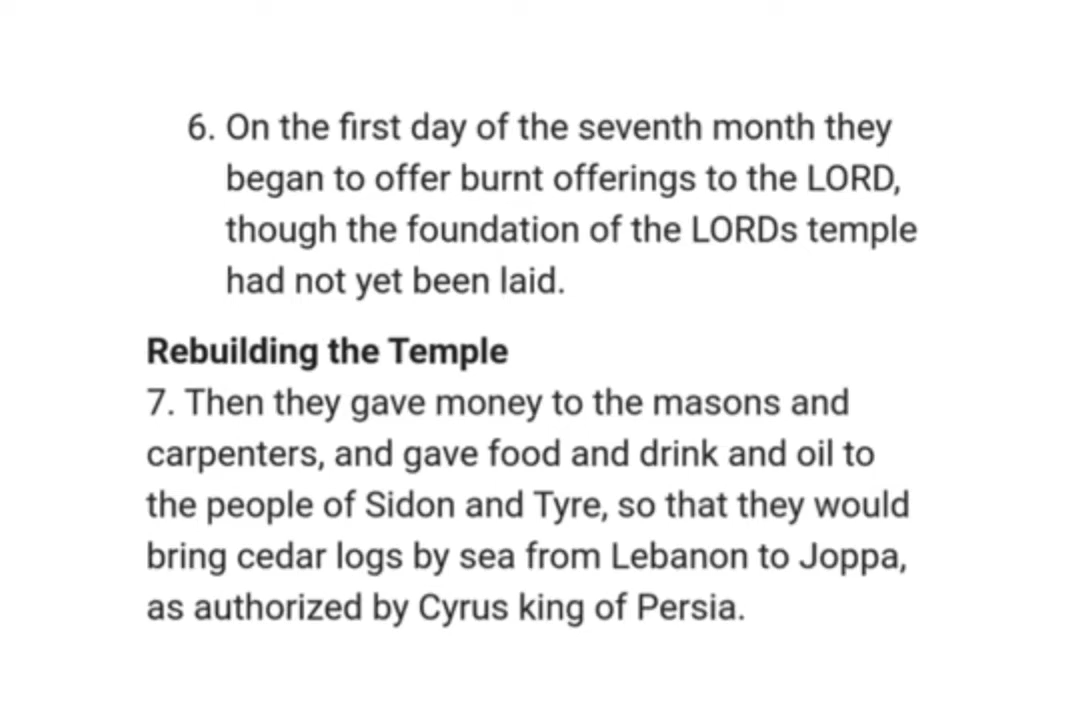 6. On the first day of the seventh month they
began to offer burnt offerings to the LORD,
though the foundation of the LORDs temple
had not yet been laid.
Rebuilding the Temple
7. Then they gave money to the masons and
carpenters, and gave food and drink and oil to
the people of Sidon and Tyre, so that they would
bring cedar logs by sea from Lebanon to Joppa,
as authorized by Cyrus king of Persia.